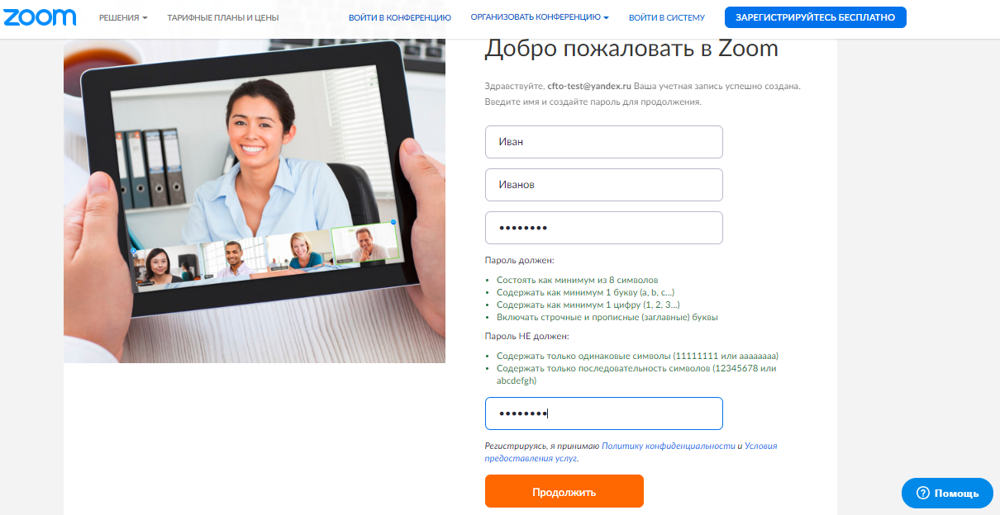 zoom РЕШЕНИЯ ТАРИФНЫЕ ПЛАНЫ И ЦЕНЫ ВОЙТИ В КОНФЕРЕНЦИЮ ОРГАНИЗОВАТЬ КОНФЕРЕНЦИЮ ВОЙТИ В СИСТЕМУ ЗАРЕГИСТРИРУЙТЕСЬ БЕСПЛАТНО
Добро пожаловать в Zoom
Здравствуйте, cfto-test@yandex.ru Ваша учетная запись успешно создана.
Введите имя и создайте пароль для продолжения.
Иван
Иванов
••••••••
Пароль должен:
• Состоять как минимум из 8 символов
• Содержать как минимум 1 букву (a, b, c...)
• Содержать как минимум 1 цифру (1, 2, 3...)
• Включать строчные и прописные (заглавные) буквы
Пароль НЕ должен:
• Содержать только одинаковые символы (11111111 или aaaaaaaa)
• Содержать только последовательность символов (12345678 или
abcdefgh)
••••••••
Регистрируясь, я принимаю Политику конфиденциальности и Условия
предоставления услуг.
Продолжить
Помощь